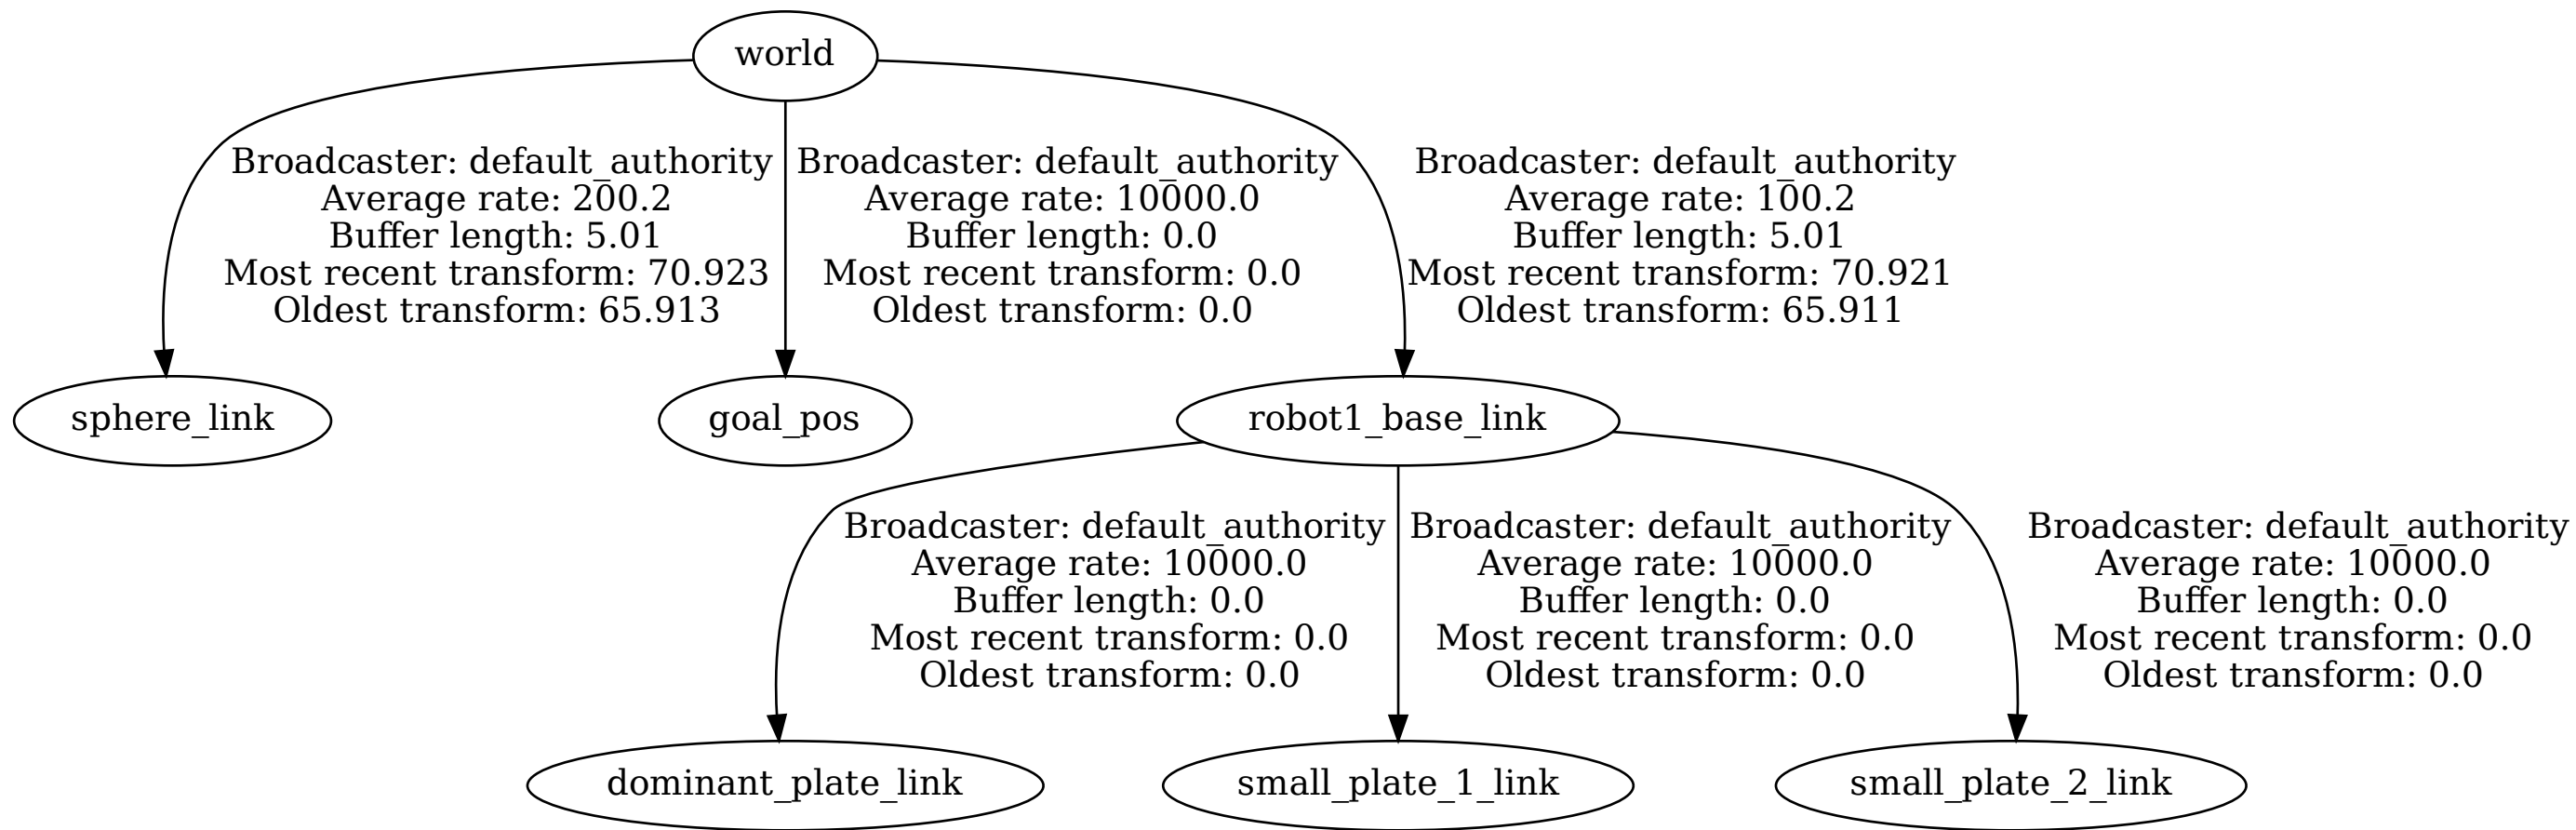 world
Broadcaster: default_authority
Average rate: 200.2
Buffer length: 5.01
Most recent transform: 70.923
Oldest transform: 65.913
Broadcaster: default_authority
Average rate: 10000.0
Buffer length: 0.0
Most recent transform: 0.0
Oldest transform: 0.0
Broadcaster: default_authority
Average rate: 100.2
Buffer length: 5.01
Most recent transform: 70.921
Oldest transform: 65.911
sphere_link
goal_pos
robot1_base_link
Broadcaster: default_authority
Average rate: 10000.0
Buffer length: 0.0
Most recent transform: 0.0
Oldest transform: 0.0
Broadcaster: default_authority
Average rate: 10000.0
Buffer length: 0.0
Most recent transform: 0.0
Oldest transform: 0.0
Broadcaster: default_authority
Average rate: 10000.0
Buffer length: 0.0
Most recent transform: 0.0
Oldest transform: 0.0
dominant_plate_link
small_plate_1_link
small_plate_2_link